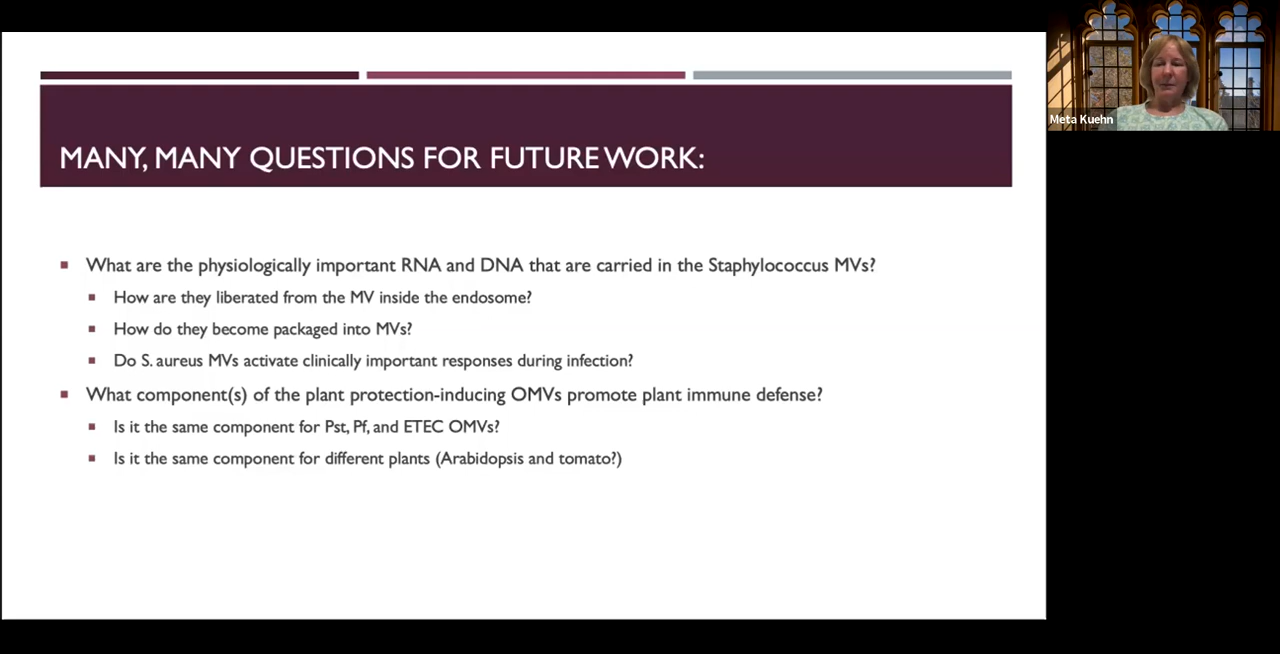 MANY, MANY QUESTIONS FOR FUTURE WORK:
What are the physiologically important RNA and DNA that are carried in the Staphylococcus MVs?
How are they liberated from the MV inside the endosome?
How do they become packaged into MVs?
Do S. aureus MVs activate clinically important responses during infection?
What component(s) of the plant protection-inducing OMVs promote plant immune defense?
Is it the same component for Pst, Pf, and ETEC OMVs?
Is it the same component for different plants (Arabidopsis and tomato?)
Meta Kuehn